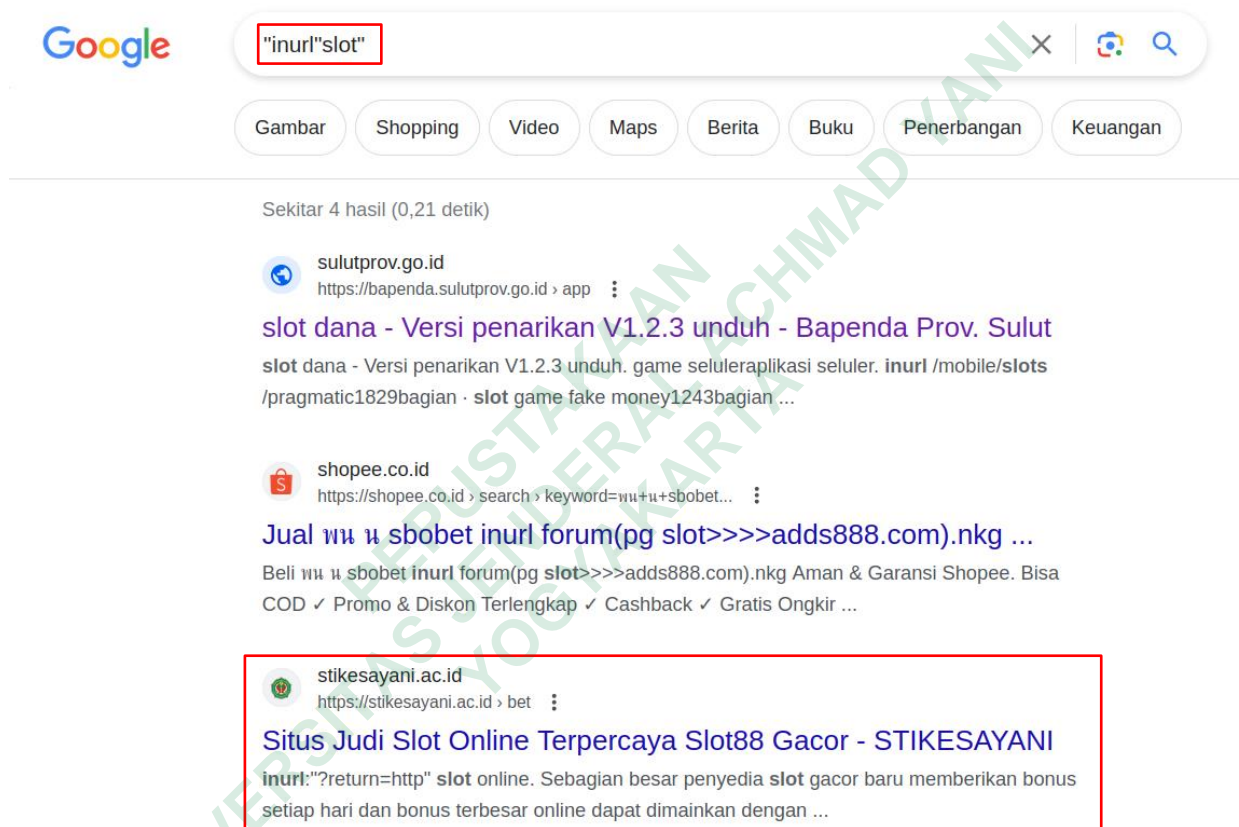 Google
"inurl"slot"
Gambar Shopping Video Maps Berita Buku Penerbangan Keuangan
Sekitar 4 hasil (0,21 detik)
sulutprov.go.id
https://bapenda.sulutprov.go.id › app
slot dana - Versi penarikan V1.2.3 unduh - Bapenda Prov. Sulut
slot dana - Versi penarikan V1.2.3 unduh. game seluleraplikasi seluler. inurl /mobile/slots
/pragmatic1829bagian · slot game fake money1243bagian ...
shopee.co.id
https://shopee.co.id › search › keyword=พน+น+sbobet...
Jual พน น sbobet inurl forum(pg slot>>>>adds888.com).nkg ...
Beli พน น sbobet inurl forum(pg slot>>>>adds888.com).nkg Aman & Garansi Shopee. Bisa
COD ✓ Promo & Diskon Terlengkap ✓ Cashback ✓ Gratis Ongkir ...
stikesayani.ac.id
https://stikesayani.ac.id › bet
Situs Judi Slot Online Terpercaya Slot88 Gacor - STIKESAYANI
inurl:"?return=http" slot online. Sebagian besar penyedia slot gacor baru memberikan bonus
setiap hari dan bonus terbesar online dapat dimainkan dengan ...
PERPUSTAKAAN
VERSITAS JENDERAL ACHMAD YANI
YOGYAKARTA